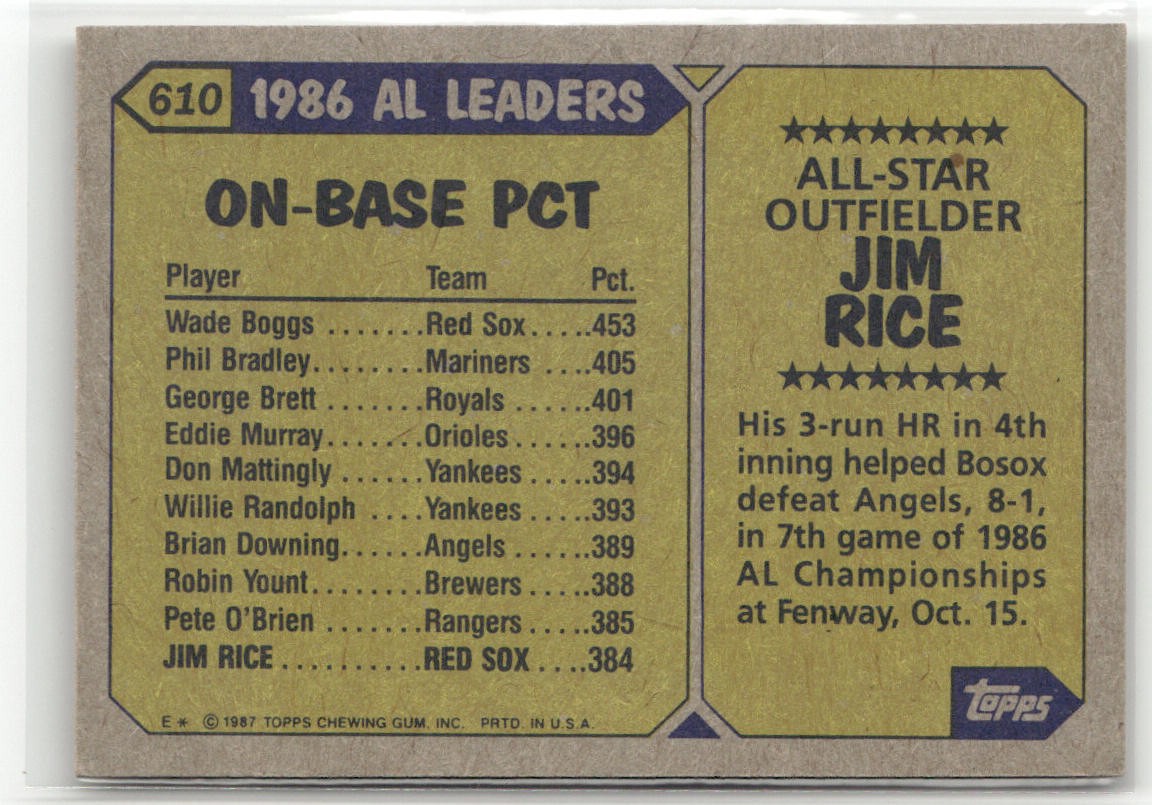 610 1986 AL LEADERS
ON-BASE PCT
Player Team Pct.
Wade Boggs .......Red Sox.....453
Phil Bradley........Mariners ....405
George Brett .......Royals .....401
Eddie Murray.......Orioles ......396
Don Mattingly .......Yankees .....394
Willie Randolph ....Yankees .....393
Brian Downing......Angels ......389
Robin Yount........Brewers .....388
Pete O'Brien .......Rangers .....385
JIM RICE ..........RED SOX ....384
E* © 1987 TOPPS CHEWING GUM, INC. PRTD. IN U.S.A.
★★★★★★★★
ALL-STAR
OUTFIELDER
JIM
RICE
★★★★★★★★
His 3-run HR in 4th
inning helped Bosox
defeat Angels, 8-1,
in 7th game of 1986
AL Championships
at Fenway, Oct. 15.
topps